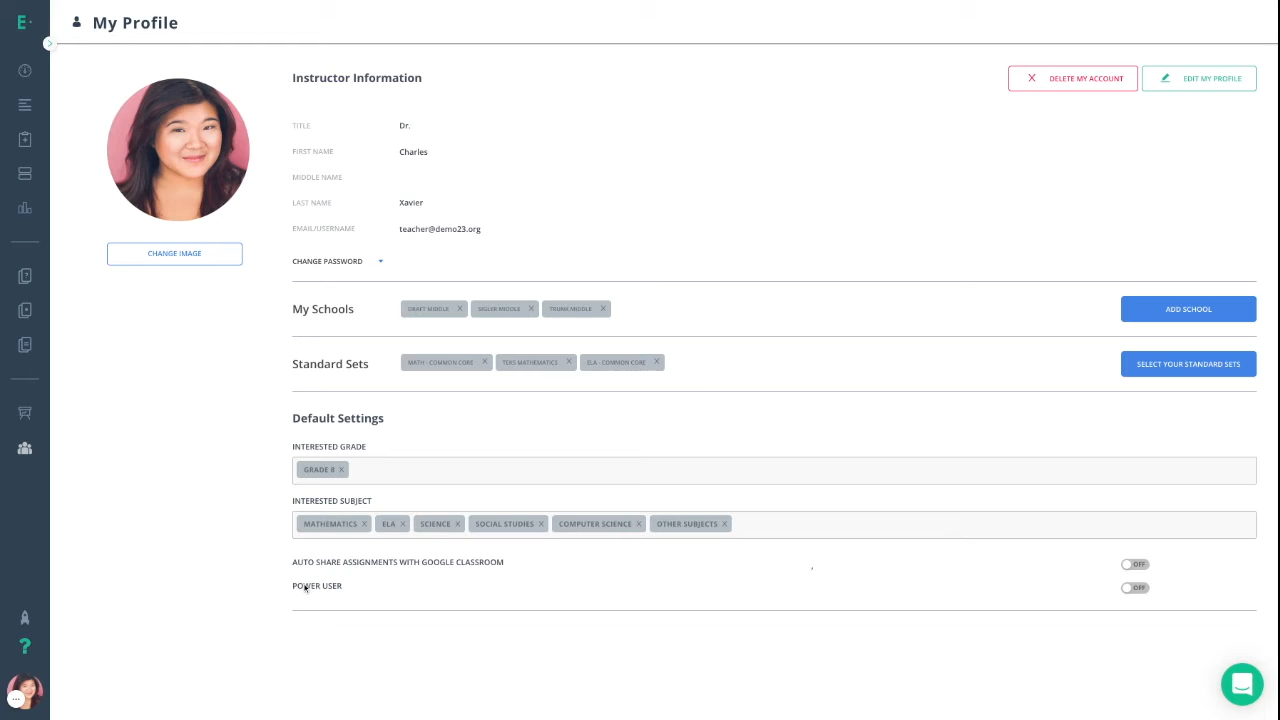 E
My Profile
Instructor Information
DELETE MY ACCOUNT
EDIT MY PROFILE
TITLE Dr.
FIRST NAME Charles
MIDDLE NAME
LAST NAME Xavier
EMAIL/USERNAME teacher@demo23.org
CHANGE IMAGE
CHANGE PASSWORD
My Schools DRAFT MIDDLE X SIGLER MIDDLE X TRUNK MIDDLE X ADD SCHOOL
Standard Sets MATH - COMMON CORE X TEKS MATHEMATICS X ELA - COMMON CORE X SELECT YOUR STANDARD SETS
Default Settings
INTERESTED GRADE
GRADE 8 X
INTERESTED SUBJECT
MATHEMATICS X ELA X SCIENCE X SOCIAL STUDIES X COMPUTER SCIENCE X OTHER SUBJECTS X
AUTO SHARE ASSIGNMENTS WITH GOOGLE CLASSROOM OFF
POWER USER OFF
?